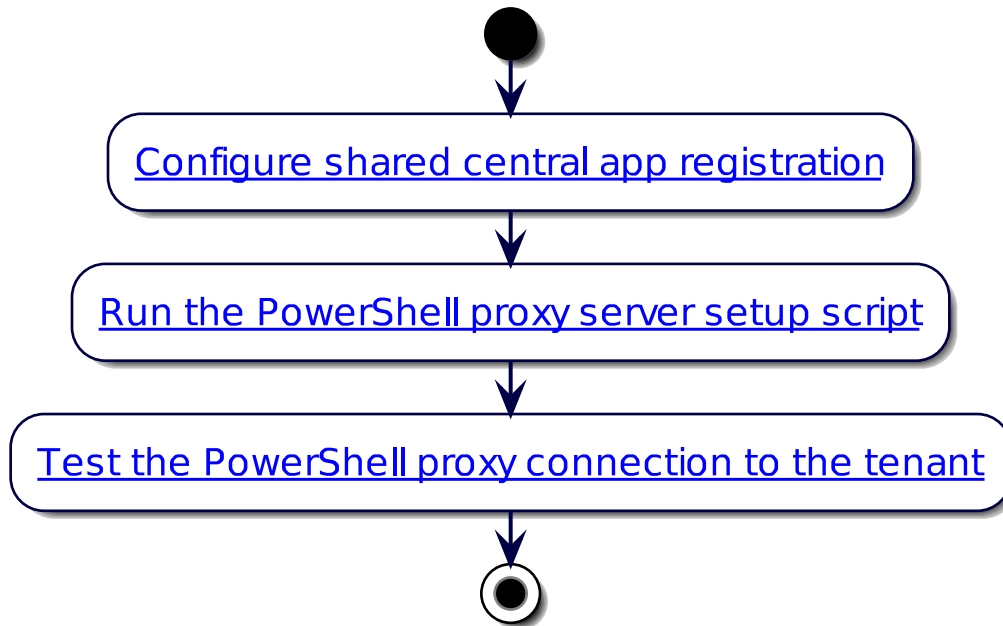 Configure shared central app registration
Run the PowerShell proxy server setup script
Test the PowerShell proxy connection to the tenant